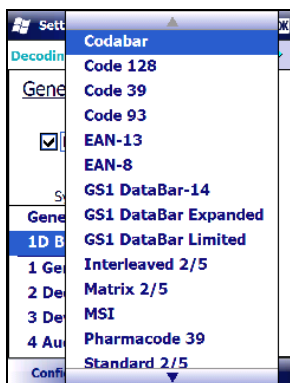 Sett
Decodin
Gene
Sy
Gene
1D B
1 Ger
2 De
3 De
4 Au
Confi
Codabar
Code 128
Code 39
Code 93
EAN-13
EAN-8
GS1 DataBar-14
GS1 DataBar Expanded
GS1 DataBar Limited
Interleaved 2/5
Matrix 2/5
MSI
Pharmacode 39
Standard 2/5